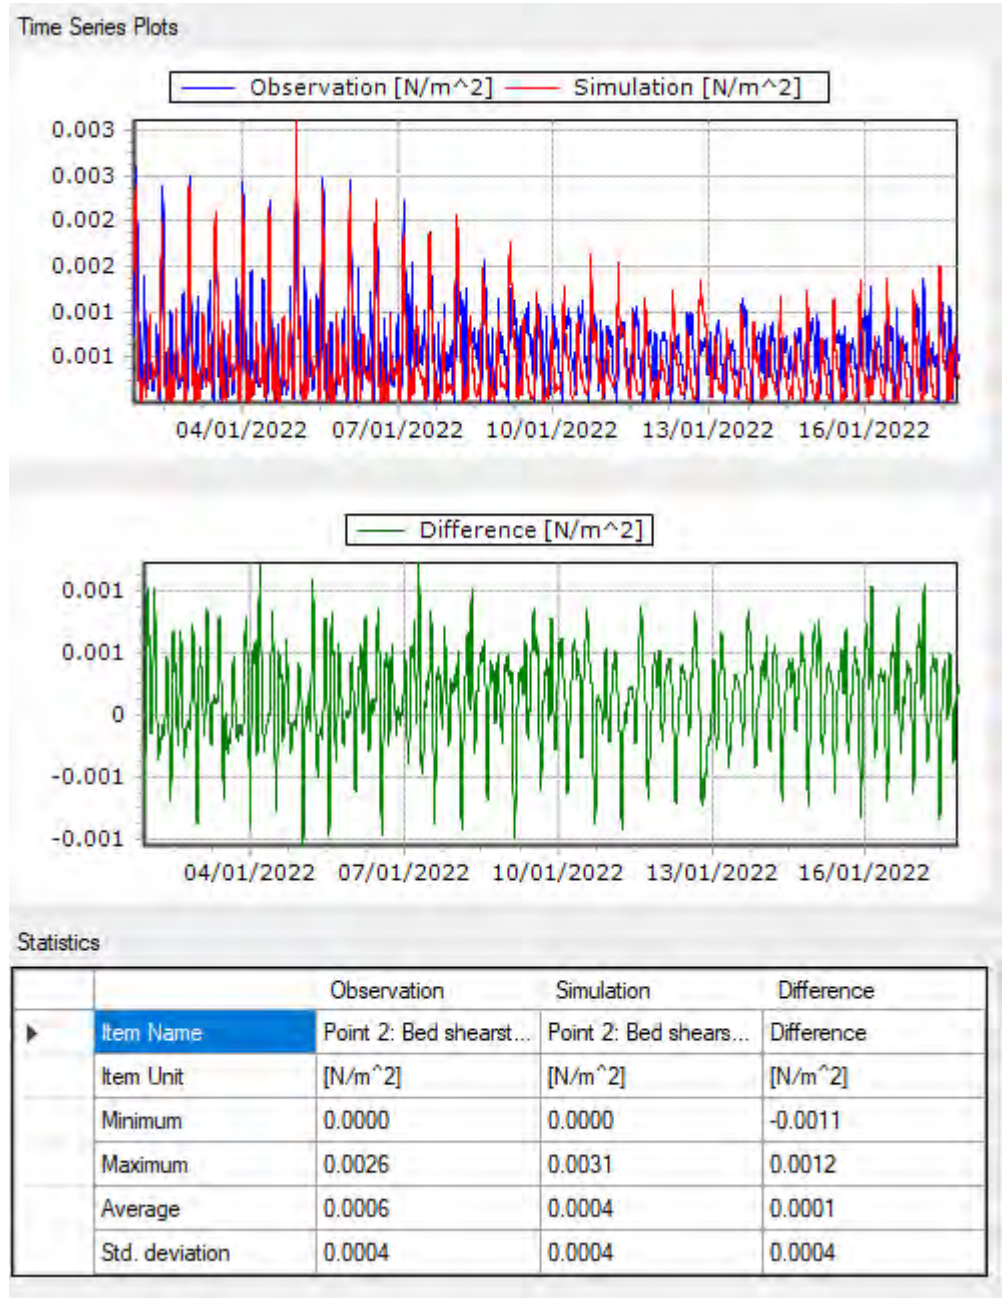 Time Series Plots
Observation [N/m^2] Simulation [N/m^2]
0.003
0.003
0.002
0.002
0.001
0.001
04/01/2022 07/01/2022 10/01/2022 13/01/2022 16/01/2022
Difference [N/m^2]
0.001
0.001
0
-0.001
-0.001
04/01/2022 07/01/2022 10/01/2022 13/01/2022 16/01/2022
Statistics
Observation Simulation Difference
Item Name Point 2: Bed shearst... Point 2: Bed shears... Difference
Item Unit [N/m^2] [N/m^2] [N/m^2]
Minimum 0.0000 0.0000 -0.0011
Maximum 0.0026 0.0031 0.0012
Average 0.0006 0.0004 0.0001
Std. deviation 0.0004 0.0004 0.0004